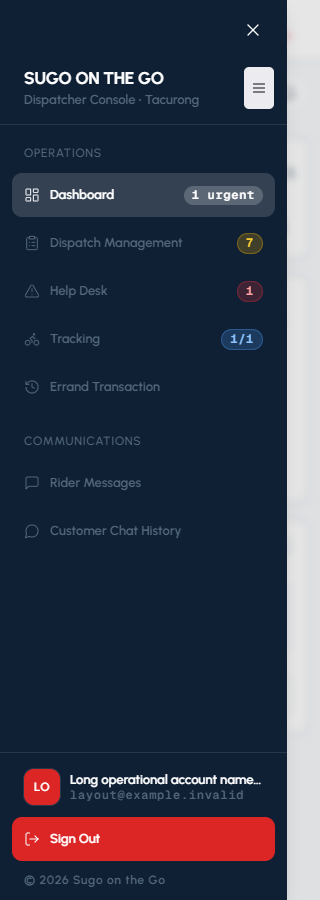 SUGO ON THE GO
Dispatcher Console · Tacurong
OPERATIONS
Dashboard 1 urgent
Dispatch Management 7
Help Desk 1
Tracking 1/1
Errand Transaction
COMMUNICATIONS
Rider Messages
Customer Chat History
LO Long operational account name...
layout@example.invalid
Sign Out
© 2026 Sugo on the Go